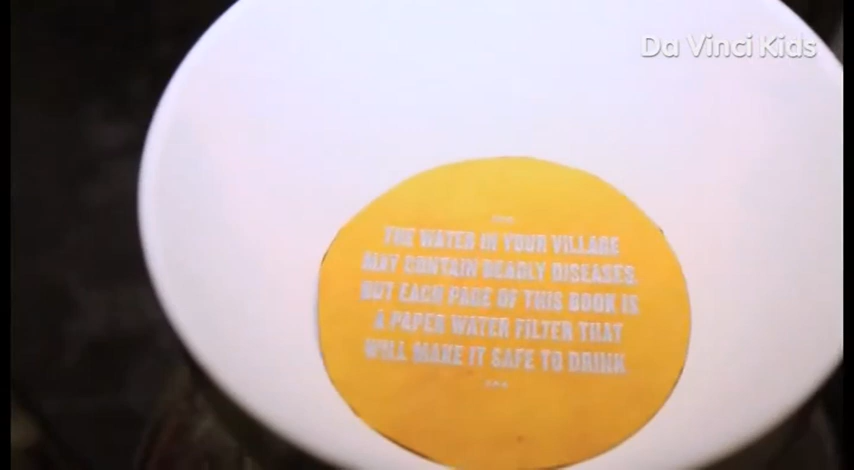 Da Vinci Kids
THE WATER IN YOUR VILLAGE
MAY CONTAIN DEADLY DISEASES.
BUT EACH PAGE OF THIS BOOK IS
A PAPER WATER FILTER THAT
WILL MAKE IT SAFE TO DRINK.